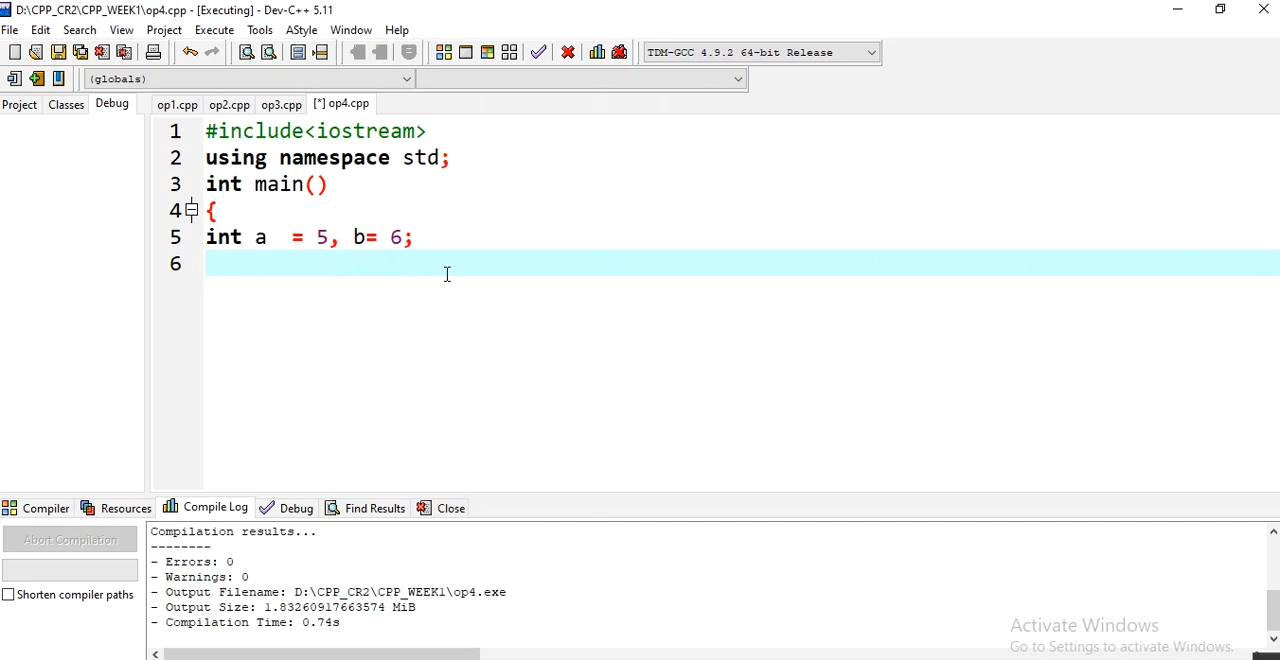 D:\CPP_CR2\CPP_WEEK1\op4.cpp - [Executing] - Dev-C++ 5.11
File Edit Search View Project Execute Tools AStyle Window Help
TDM-GCC 4.9.2 64-bit Release
(globals)
Project Classes Debug op1.cpp op2.cpp op3.cpp [*] op4.cpp
1 #include<iostream>
2 using namespace std;
3 int main()
4 {
5 int a  = 5, b= 6;
6
Compiler Resources Compile Log Debug Find Results Close
Abort Compilation
Shorten compiler paths
Compilation results...
--------
- Errors: 0
- Warnings: 0
- Output Filename: D:\CPP_CR2\CPP_WEEK1\op4.exe
- Output Size: 1.83260917663574 MiB
- Compilation Time: 0.74s
Activate Windows
Go to Settings to activate Windows.